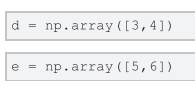 d = np.array([3,4])
e = np.array([5,6])